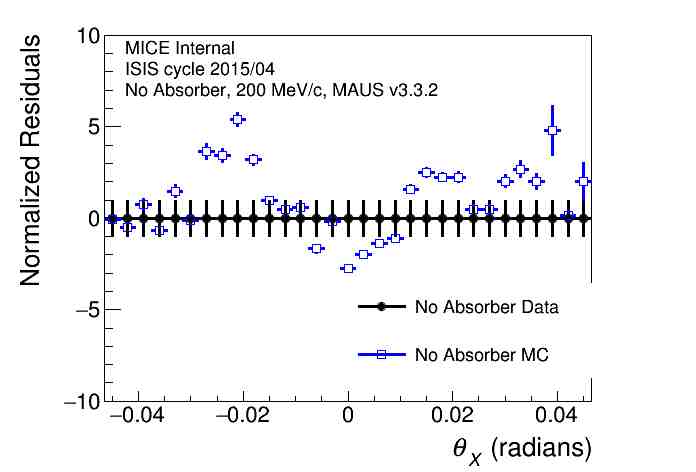 Normalized Residuals
10
5
0
−5
−10
MICE Internal
ISIS cycle 2015/04
No Absorber, 200 MeV/c, MAUS v3.3.2
No Absorber Data
No Absorber MC
−0.04 −0.02 0 0.02 0.04
θX (radians)